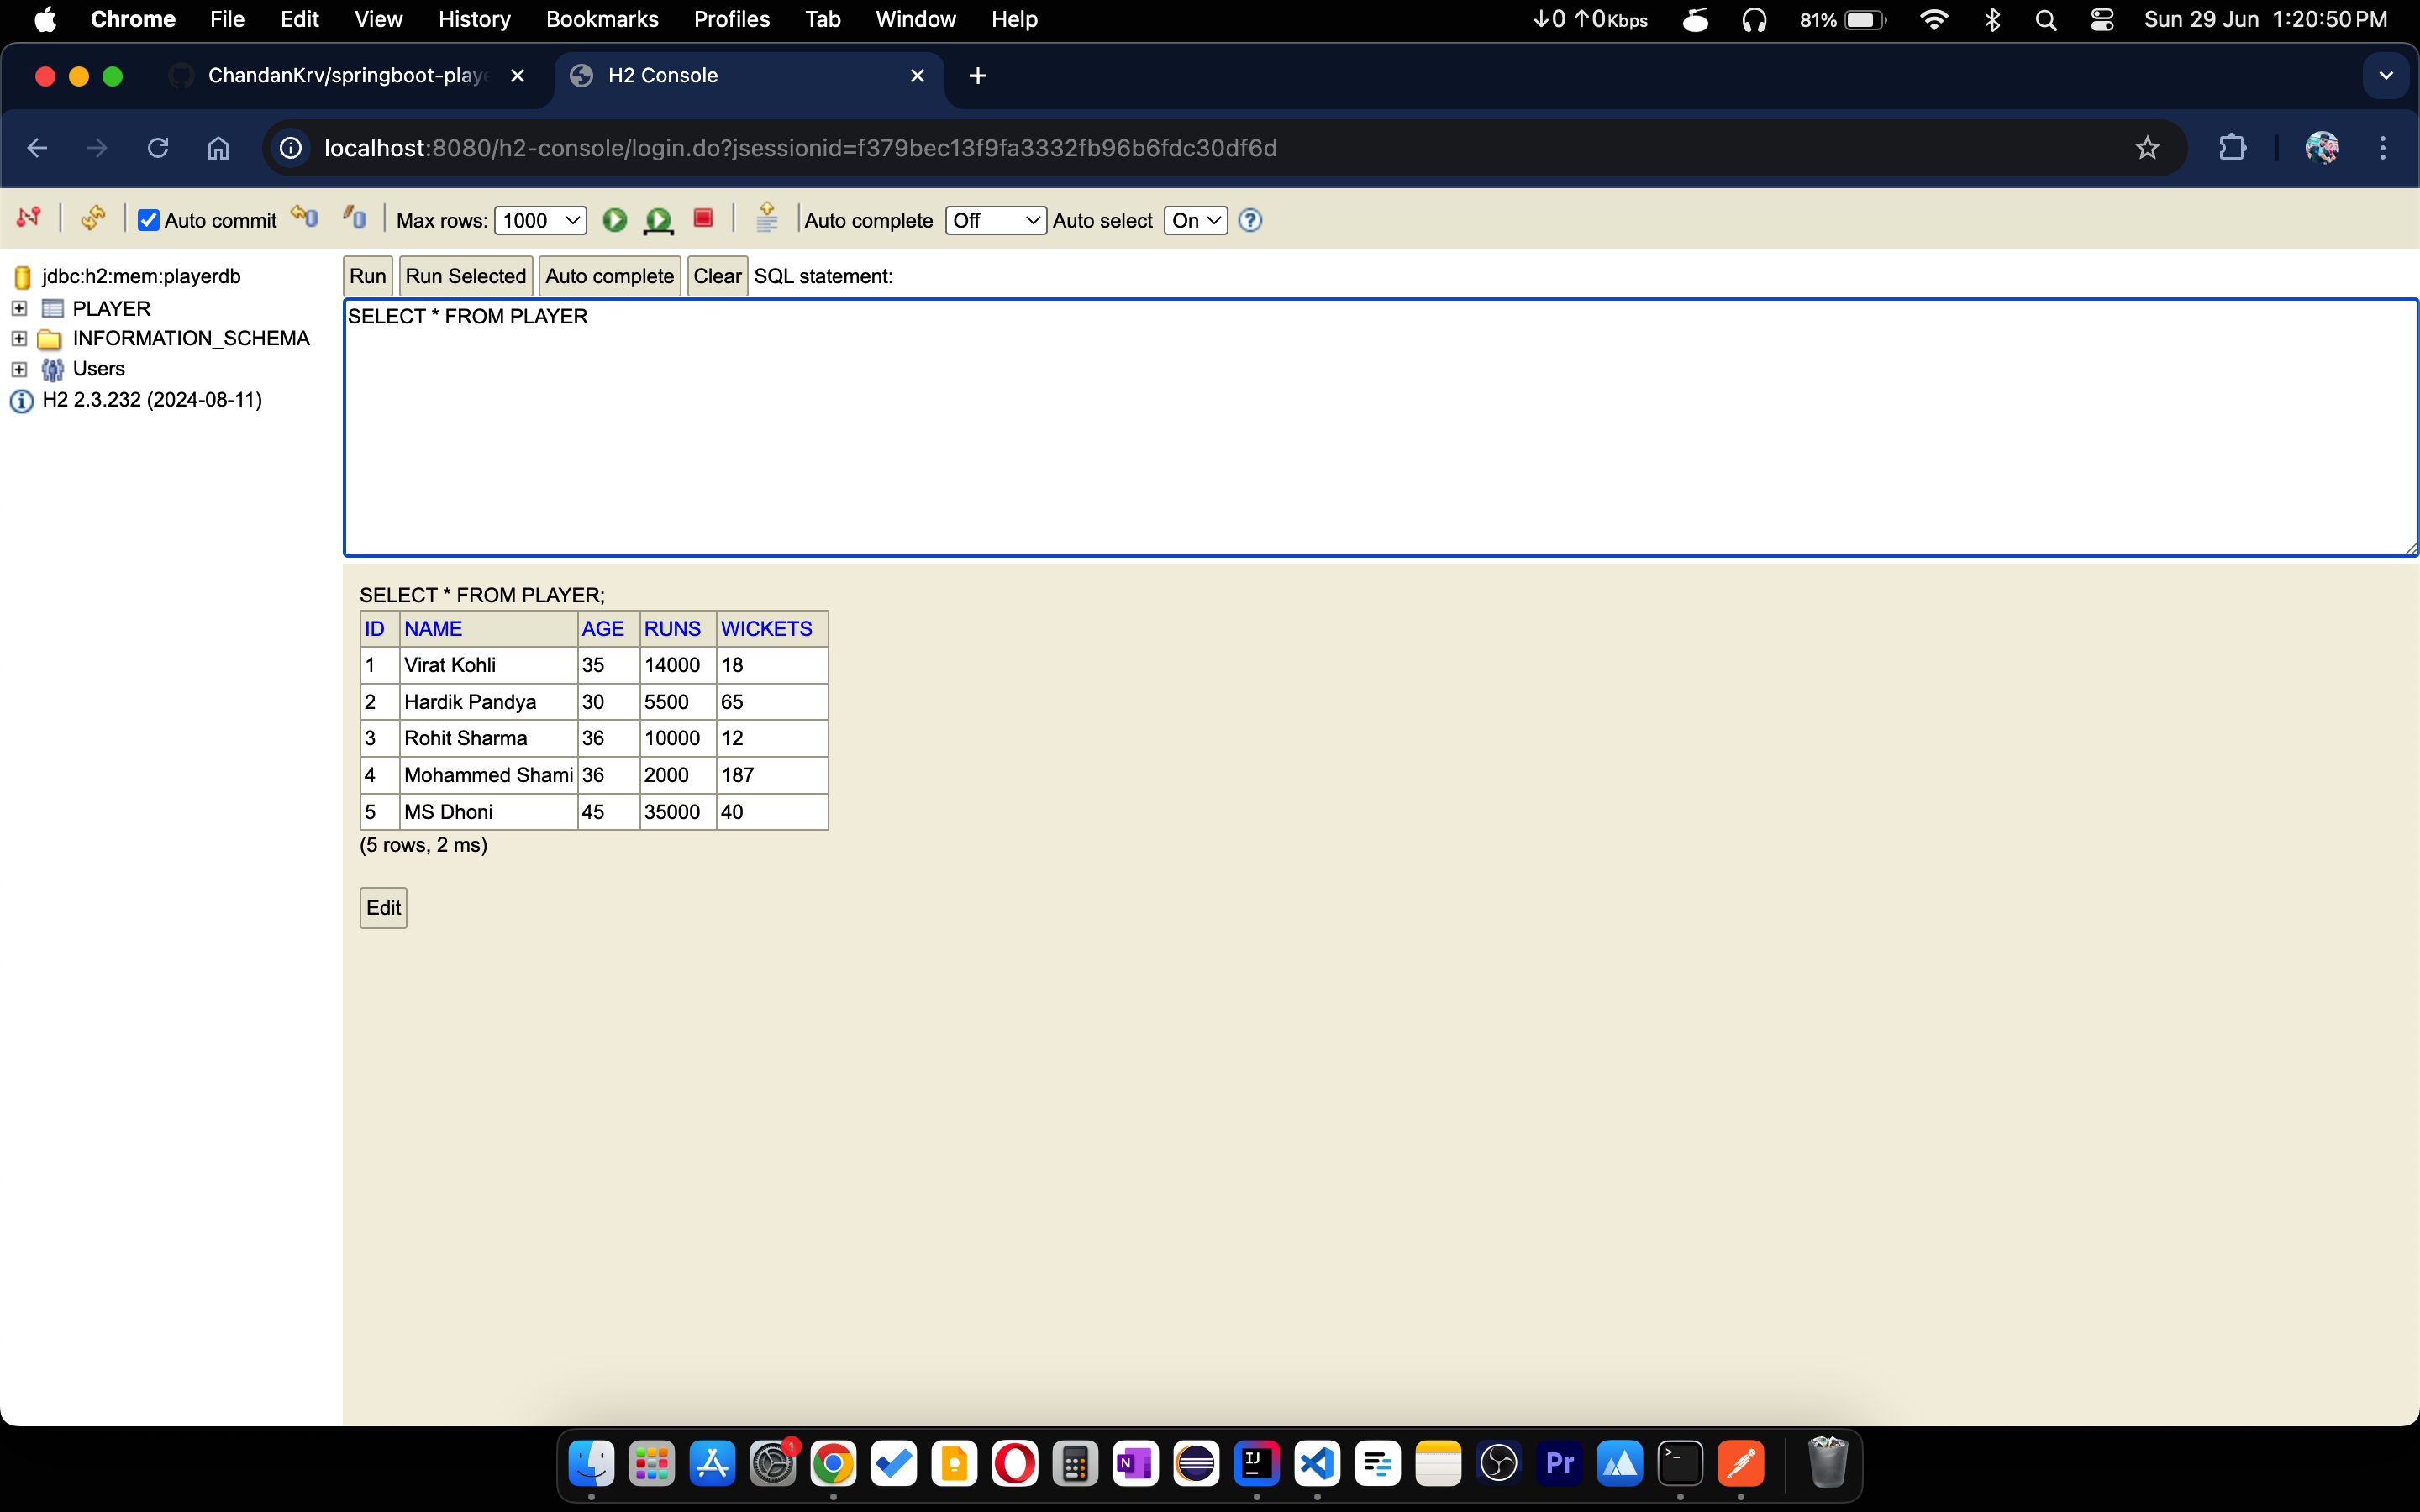 Chrome File Edit View History Bookmarks Profiles Tab Window Help ↓0 ↑0Kbps 81% Sun 29 Jun 1:20:50 PM
ChandanKrv/springboot-playe H2 Console
localhost:8080/h2-console/login.do?jsessionid=f379bec13f9fa3332fb96b6fdc30df6d
Auto commit Max rows: 1000 Auto complete Off Auto select On ?
jdbc:h2:mem:playerdb
PLAYER
INFORMATION_SCHEMA
Users
H2 2.3.232 (2024-08-11)
Run Run Selected Auto complete Clear SQL statement:
SELECT * FROM PLAYER
SELECT * FROM PLAYER;
ID NAME AGE RUNS WICKETS
1 Virat Kohli 35 14000 18
2 Hardik Pandya 30 5500 65
3 Rohit Sharma 36 10000 12
4 Mohammed Shami 36 2000 187
5 MS Dhoni 45 35000 40
(5 rows, 2 ms)
Edit
1
N IJ Pr >_